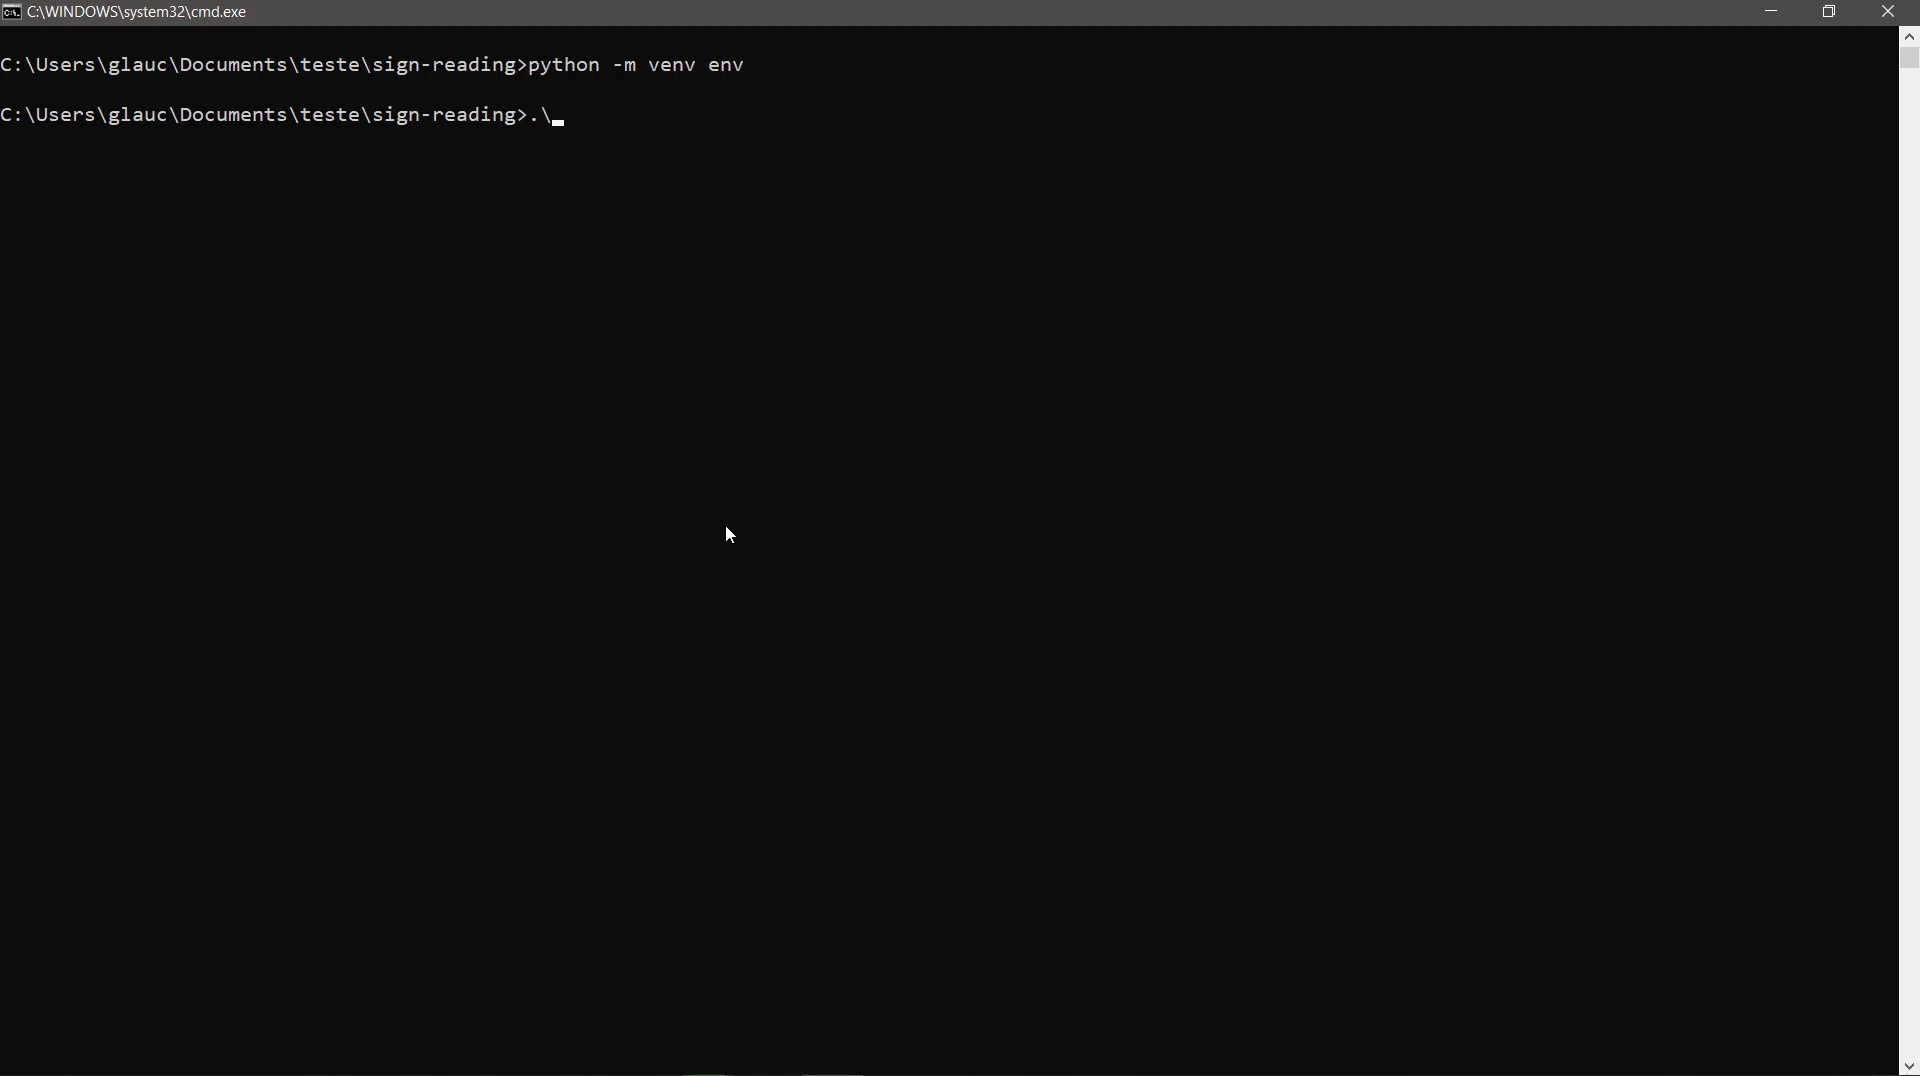 C:\WINDOWS\system32\cmd.exe
C:\Users\glauc\Documents\teste\sign-reading>python -m venv env
C:\Users\glauc\Documents\teste\sign-reading>.\